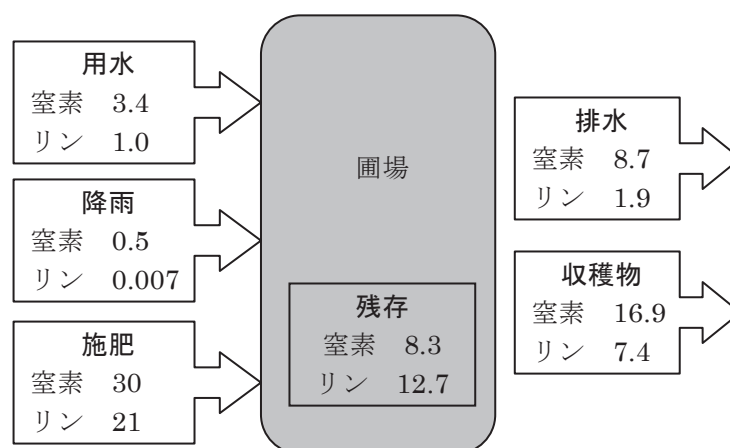 用水
窒素 3.4
リン 1.0
降雨
窒素 0.5
リン 0.007
施肥
窒素 30
リン 21
圃場
残存
窒素 8.3
リン 12.7
排水
窒素 8.7
リン 1.9
収穫物
窒素 16.9
リン 7.4